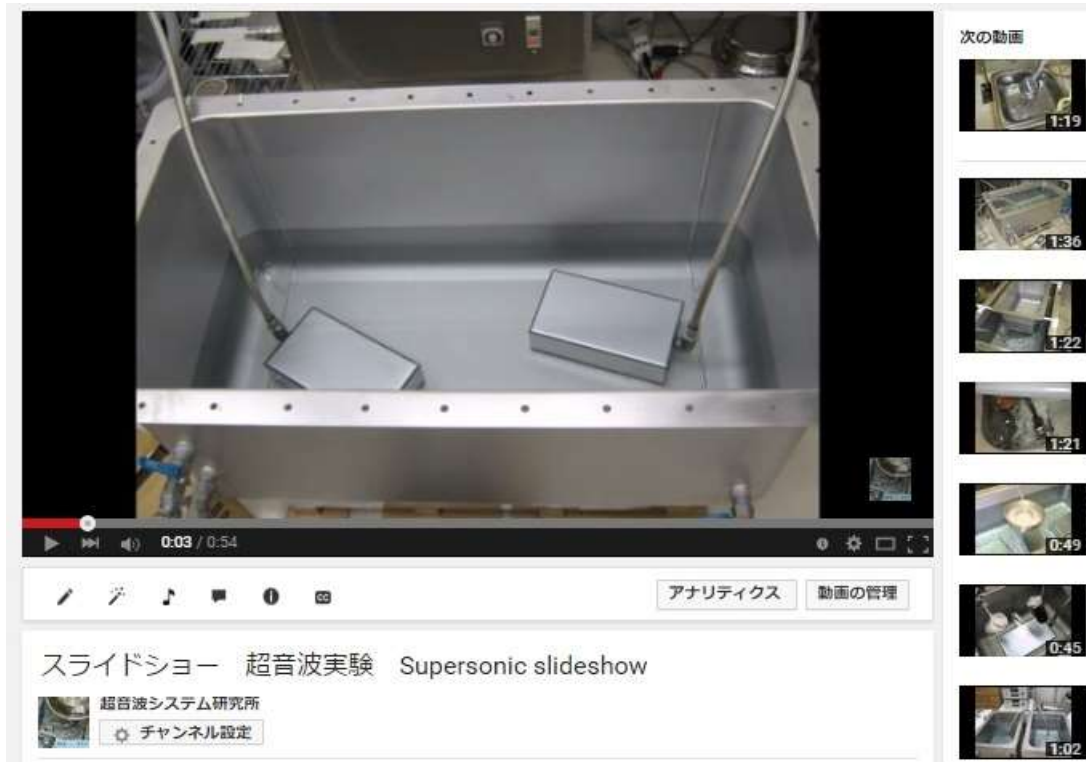 次の動画
1:19
1:36
1:22
1:21
0:49
0:45
1:02
0:03 / 0:54
cc
アナリティクス
動画の管理
スライドショー 超音波実験 Supersonic slideshow
超音波システム研究所
チャンネル設定